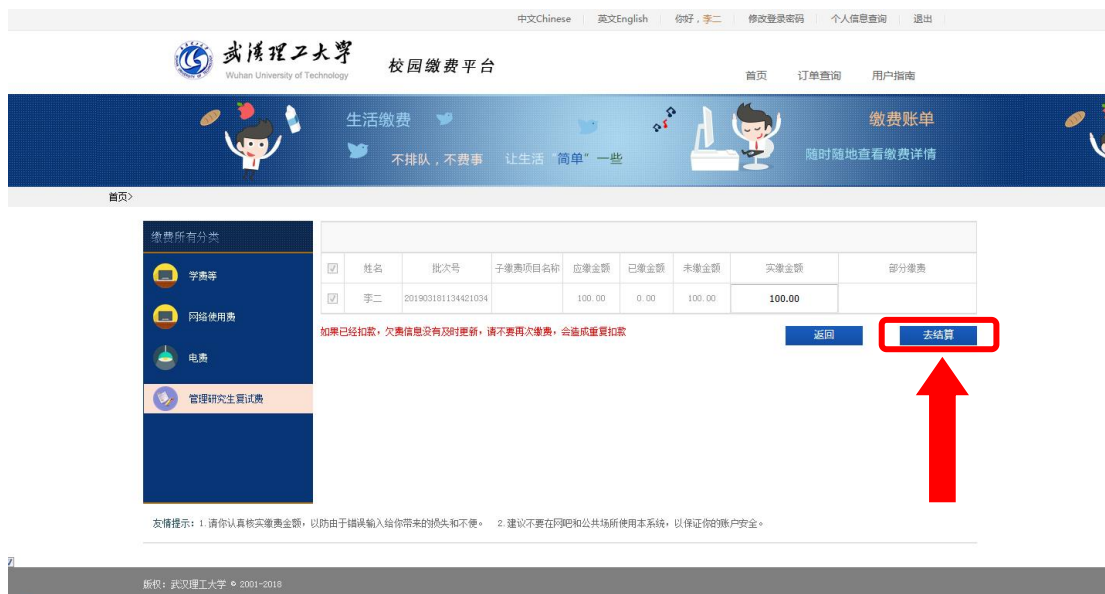 中文Chinese 英文English 你好，李二 修改登录密码 个人信息查询 退出
武汉理工大学
Wuhan University of Technology
校园缴费平台
首页 订单查询 用户指南
生活缴费
不排队，不费事 让生活“简单”一些
缴费账单
随时随地查看缴费详情
首页>
缴费所有分类
学费等
网络使用费
电费
管理研究生复试费
姓名 批次号 子缴费项目名称 应缴金额 已缴金额 未缴金额 实缴金额 部分缴费
李二 201903181134421034 100.00 0.00 100.00 100.00
如果已经扣款，欠费信息没有及时更新，请不要再次缴费，会造成重复扣款
返回 去结算
友情提示：1.请你认真核实缴费金额，以防由于错误输入给你带来的损失和不便。 2.建议不要在网吧和公共场所使用本系统，以保证你的账户安全。
版权：武汉理工大学 © 2001-2018